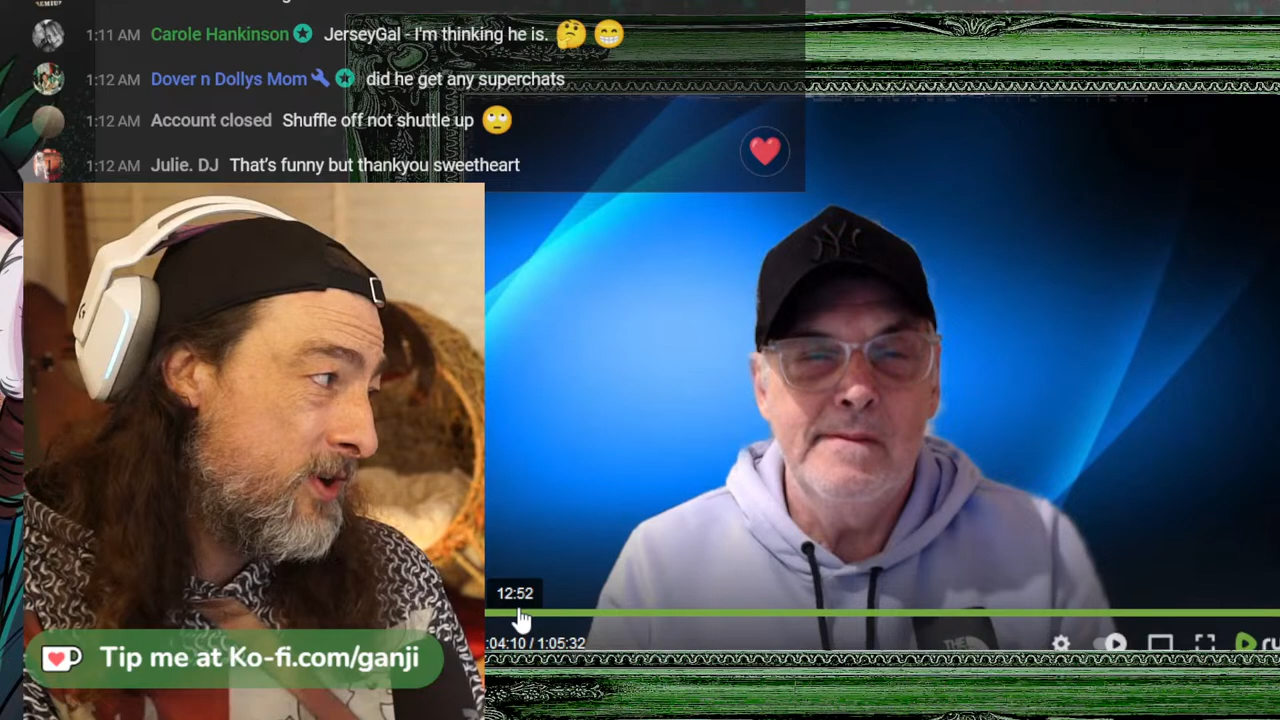 1:11 AM Carole Hankinson JerseyGal - I'm thinking he is. 🤔 😁
1:12 AM Dover n Dollys Mom did he get any superchats
1:12 AM Account closed Shuffle off not shuttle up 🙄
1:12 AM Julie. DJ That's funny but thankyou sweetheart
NY
12:52
:04:10 / 1:05:32
THE
Tip me at Ko-fi.com/ganji